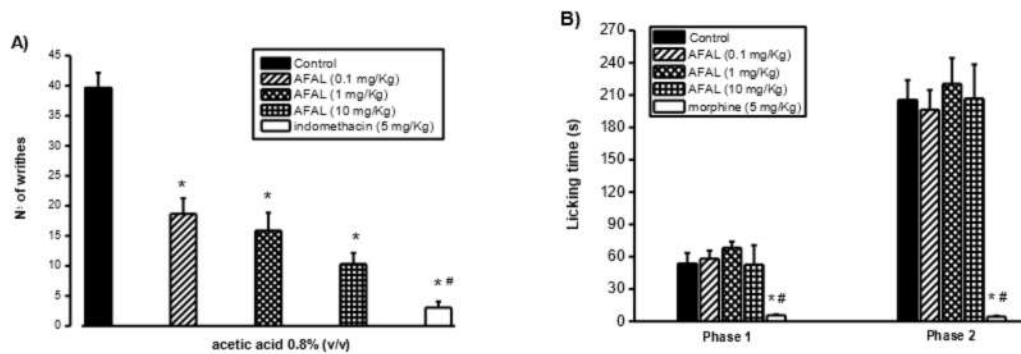 A)
Control
AFAL (0.1 mg/Kg)
AFAL (1 mg/Kg)
AFAL (10 mg/Kg)
indomethacin (5 mg/Kg)
45
40
35
30
25
20
15
10
5
0
Nº of writhes
*
*
*
* #
acetic acid 0.8% (v/v)
B)
Control
AFAL (0.1 mg/Kg)
AFAL (1 mg/Kg)
AFAL (10 mg/Kg)
morphine (5 mg/Kg)
270
240
210
180
150
120
90
60
30
0
Licking time (s)
* #
* #
Phase 1
Phase 2